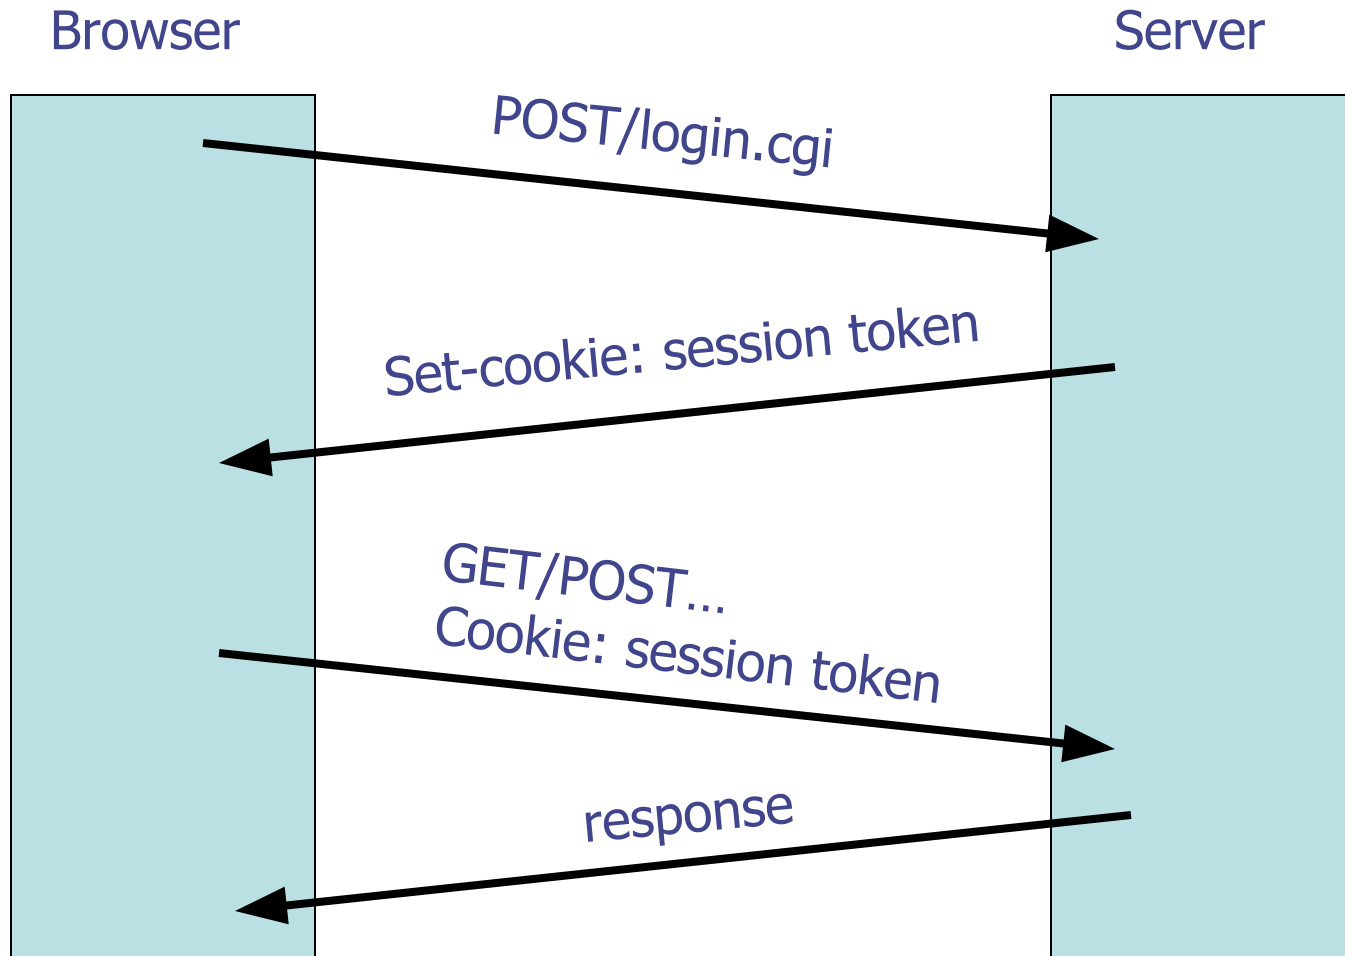 Browser
Server
POST/login.cgi
Set-cookie: session token
GET/POST...
Cookie: session token
response